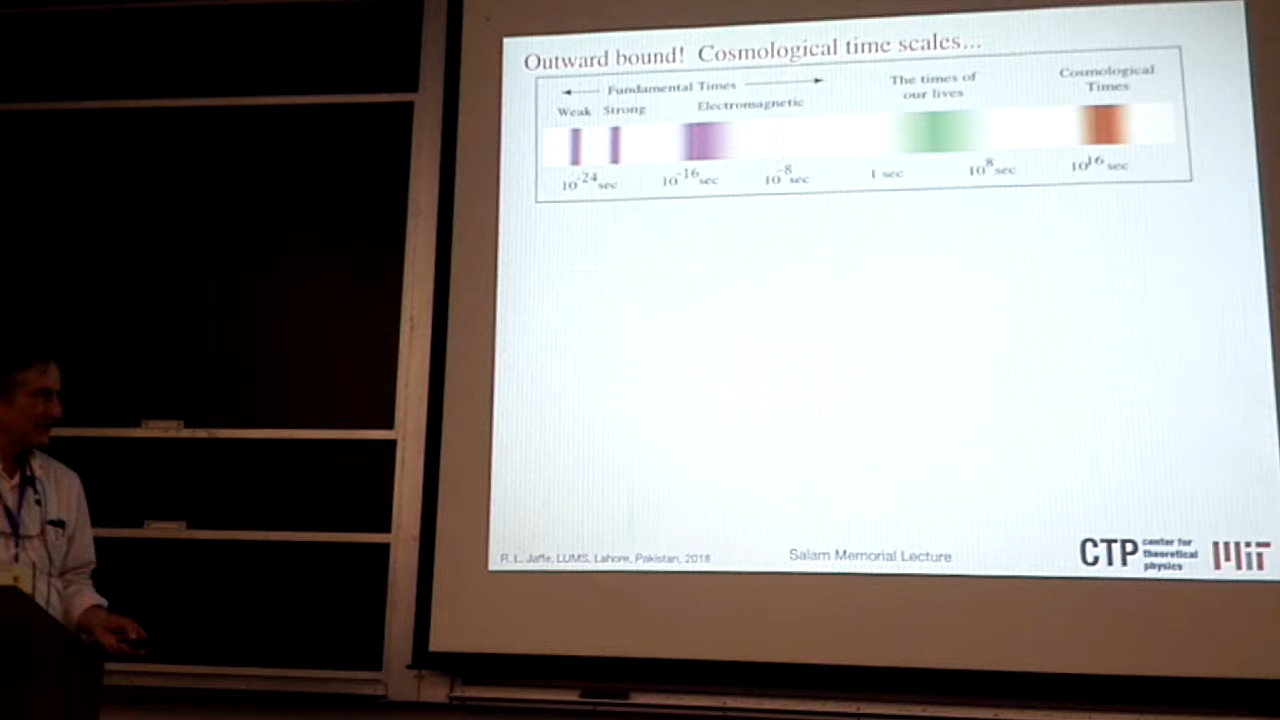 Outward bound! Cosmological time scales...
Fundamental Times
The times of
our lives
Cosmological
Times
Weak Strong Electromagnetic
10^-24 sec 10^-16 sec 10^-8 sec 1 sec 10^8 sec 10^16 sec
R. L. Jaffe, LUMS, Lahore, Pakistan, 2018
Salam Memorial Lecture
CTP
center for
theoretical
physics
MIT